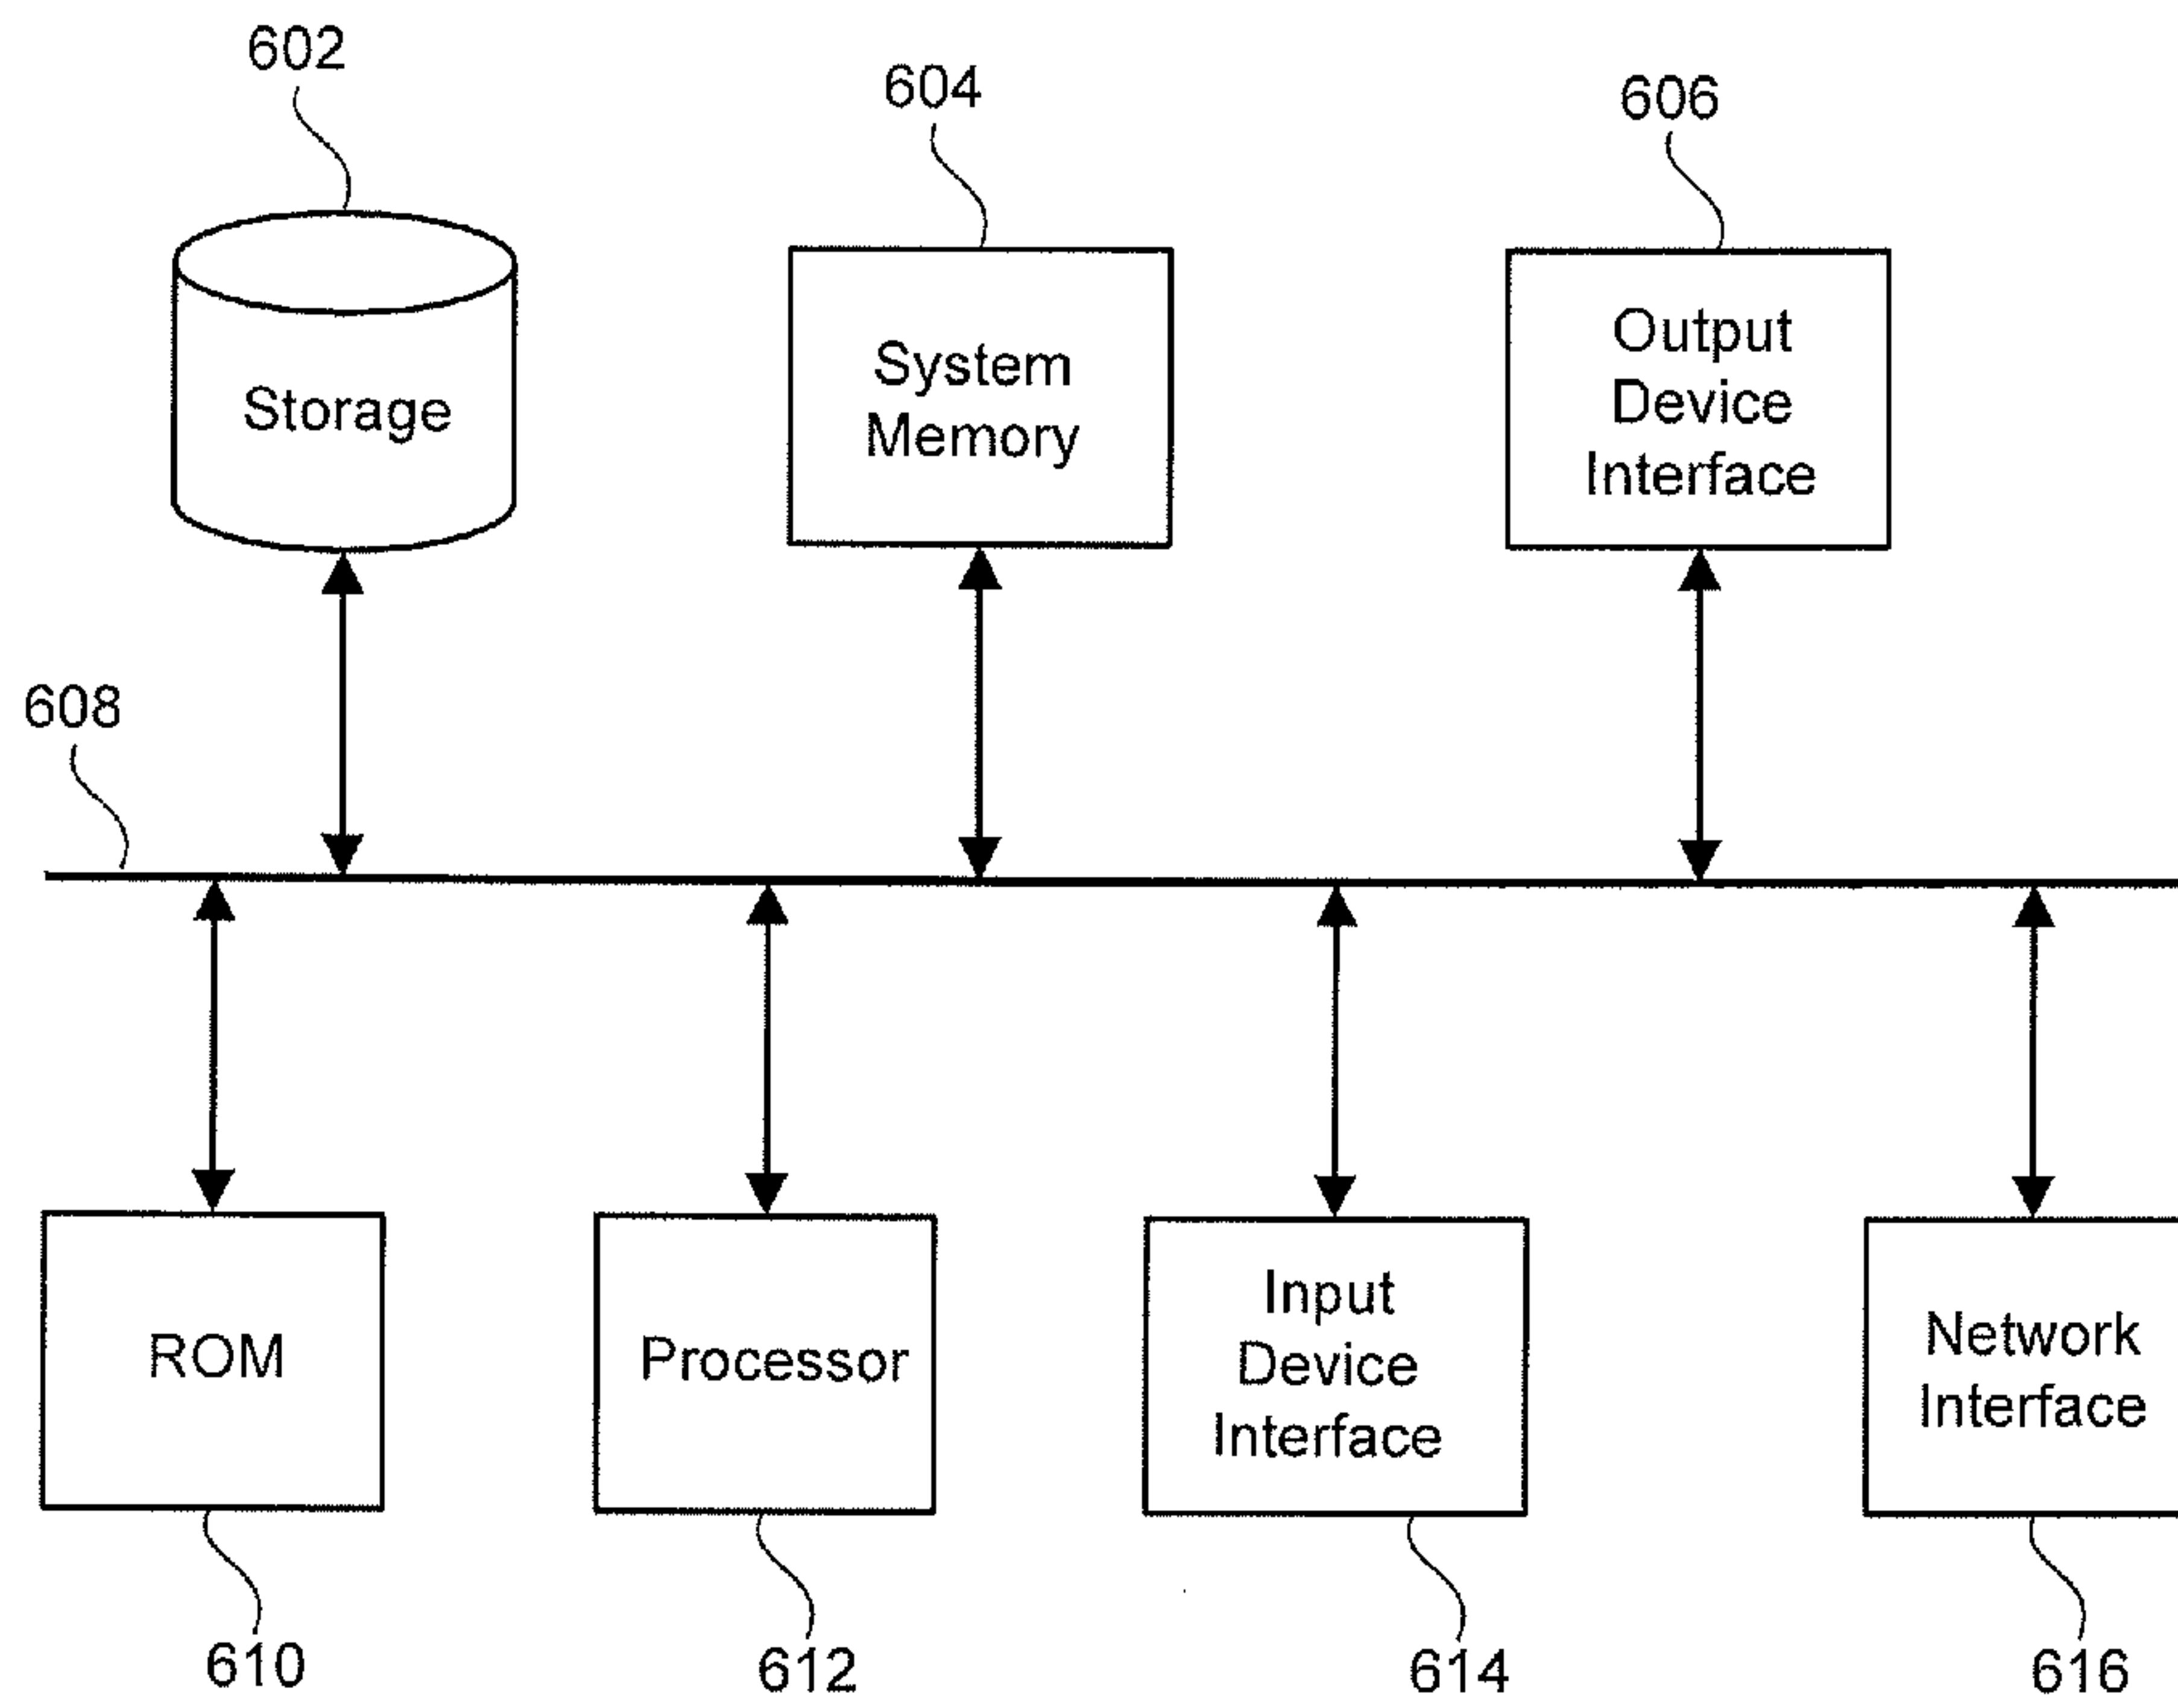 602
604
606
Storage
System
Memory
Output
Device
Interface
608
ROM
Processor
Input
Device
Interface
Network
Interface
610
612
614
616